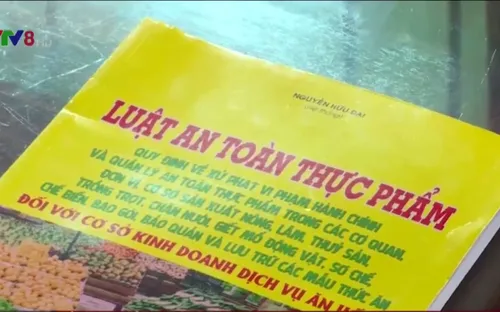 VTV8
NGUYỄN HỮU ĐẠI
LUẬT AN TOÀN THỰC PHẨM
QUY ĐỊNH VỀ XỬ PHẠT VI PHẠM HÀNH CHÍNH
VÀ QUẢN LÝ AN TOÀN THỰC PHẨM TRONG CÁC CƠ QUAN,
ĐƠN VỊ, CƠ SỞ SẢN XUẤT NÔNG, LÂM, THUỶ SẢN,
TRỒNG TRỌT, CHĂN NUÔI, GIẾT MỔ ĐỘNG VẬT, SƠ CHẾ,
CHẾ BIẾN, BAO GÓI, BẢO QUẢN VÀ LƯU TRỮ CÁC MẪU THỨC ĂN
ĐỐI VỚI CƠ SỞ KINH DOANH DỊCH VỤ ĂN